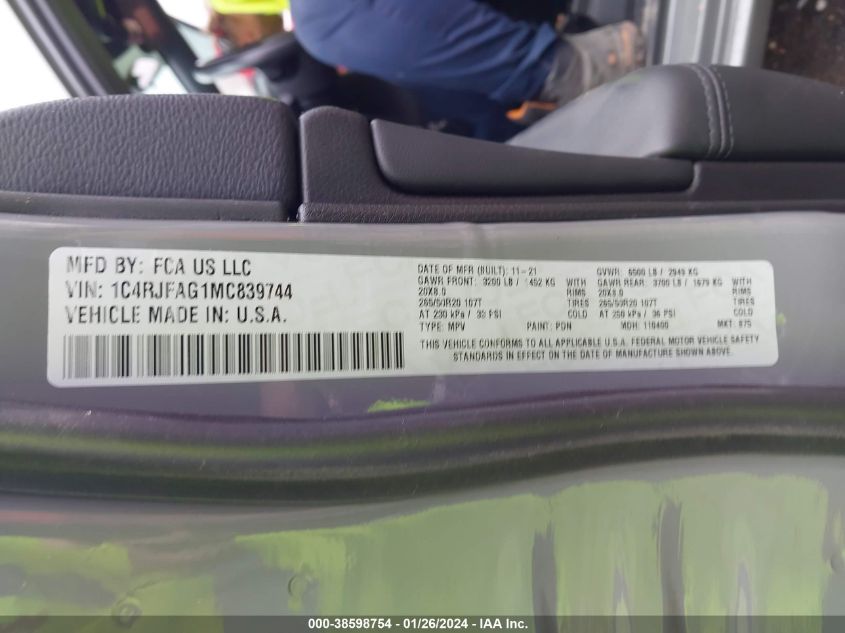 MFD BY: FCA US LLC
VIN: 1C4RJFAG1MC839744
VEHICLE MADE IN: U.S.A.
DATE OF MFR (BUILT): 11-21 GVWR: 6500 LB / 2949 KG
GAWR FRONT: 3200 LB / 1452 KG RIMS GAWR REAR: 3700 LB / 1679 KG RIMS
20X8.0 20X8.0
265/50R20 107T TIRES 265/50R20 107T TIRES
AT 230 kPa / 33 PSI COLD AT 250 kPa / 36 PSI COLD
TYPE: MPV PAINT: PDN MDH: 110400 MKT: 875
THIS VEHICLE CONFORMS TO ALL APPLICABLE U.S.A. FEDERAL MOTOR VEHICLE SAFETY
STANDARDS IN EFFECT ON THE DATE OF MANUFACTURE SHOWN ABOVE.
000-38598754 - 01/26/2024 - IAA Inc.